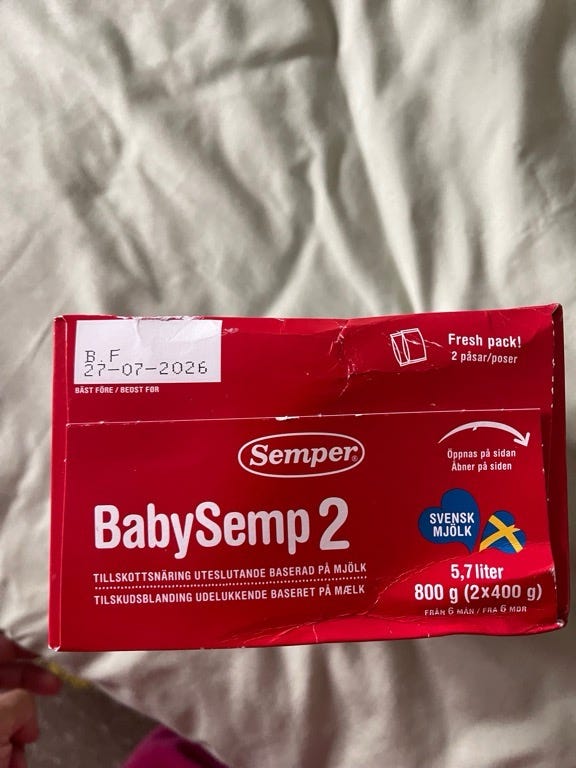 B.F
27-07-2026
BÄST FÖRE / BEDST FØR
Fresh pack!
2 påsar/poser
Semper®
Öppnas på sidan
Åbner på siden
BabySemp 2
SVENSK
MJÖLK
TILLSKOTTSNÄRING UTESLUTANDE BASERAD PÅ MJÖLK
TILSKUDSBLANDING UDELUKKENDE BASERET PÅ MÆLK
5,7 liter
800 g (2x400 g)
FRÅN 6 MÅN / FRA 6 MDR